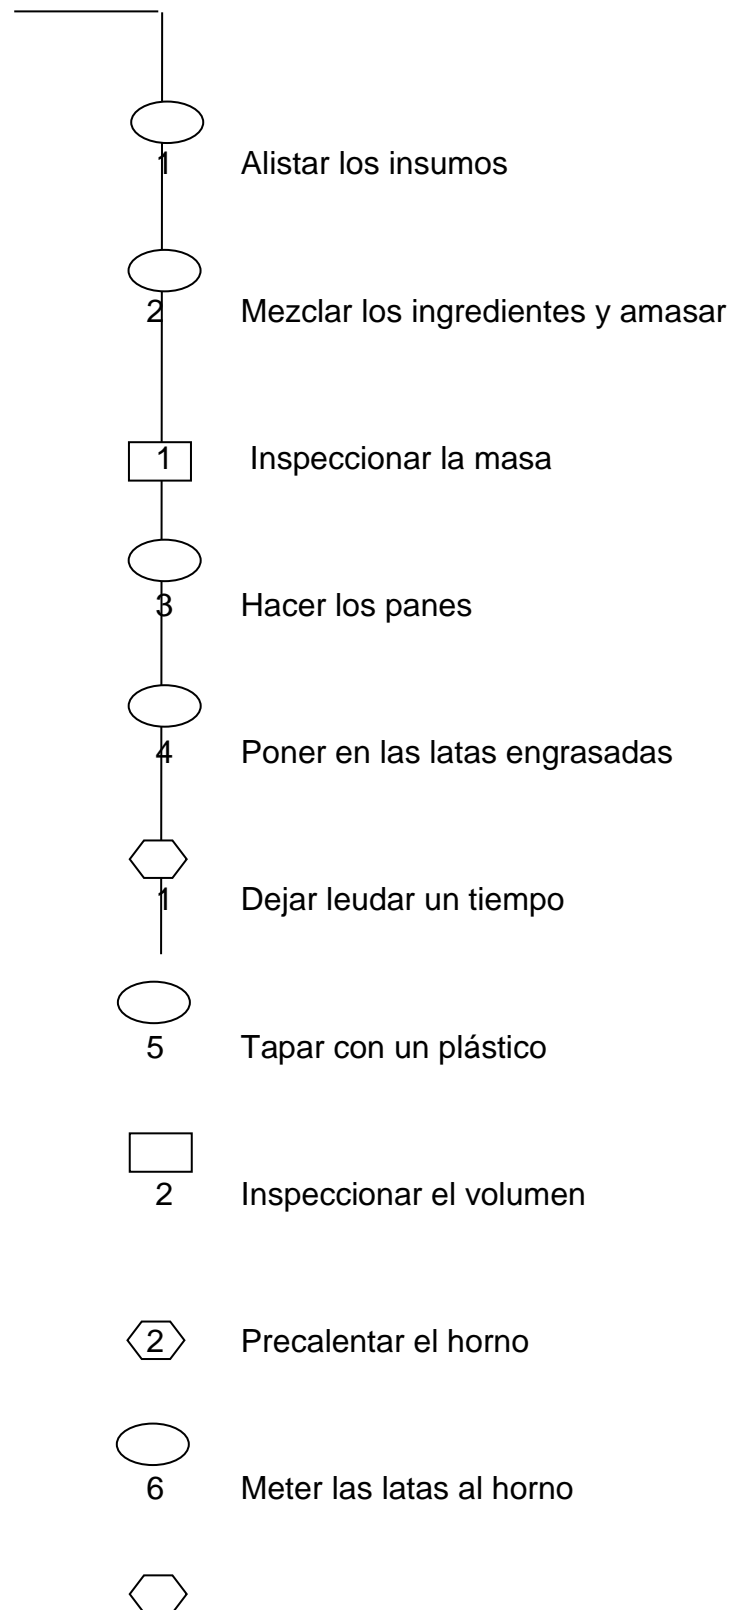 1 Alistar los insumos
2 Mezclar los ingredientes y amasar
1 Inspeccionar la masa
3 Hacer los panes
4 Poner en las latas engrasadas
1 Dejar leudar un tiempo
5 Tapar con un plástico
2 Inspeccionar el volumen
2 Precalentar el horno
6 Meter las latas al horno